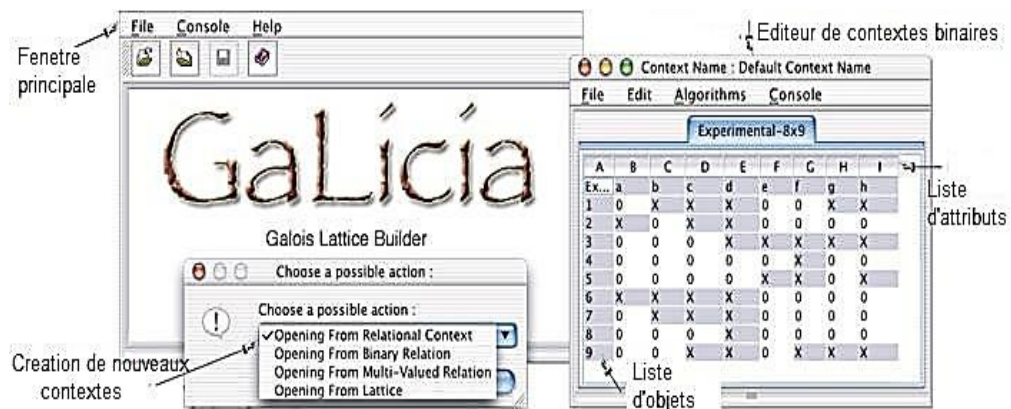 File Console Help
Fenetre
principale
GaLicia
Galois Lattice Builder
Choose a possible action :
Choose a possible action :
✓Opening From Relational Context
Opening From Binary Relation
Opening From Multi-Valued Relation
Opening From Lattice
Creation de nouveaux
contextes
Editeur de contextes binaires
Context Name : Default Context Name
File Edit Algorithms Console
Experimental-8x9
A B C D E F G H I
Ex... a b c d e f g h
1 0 X X X 0 0 X X
2 X 0 X X 0 0 0 0
3 0 0 0 X X X X X
4 0 0 0 0 0 X 0 0
5 0 0 0 0 X X 0 X
6 X X X X 0 0 0 0
7 0 X X X 0 0 0 0
8 0 0 0 X 0 0 0 0
9 0 0 X X 0 X X X
Liste
d'attributs
Liste
d'objets